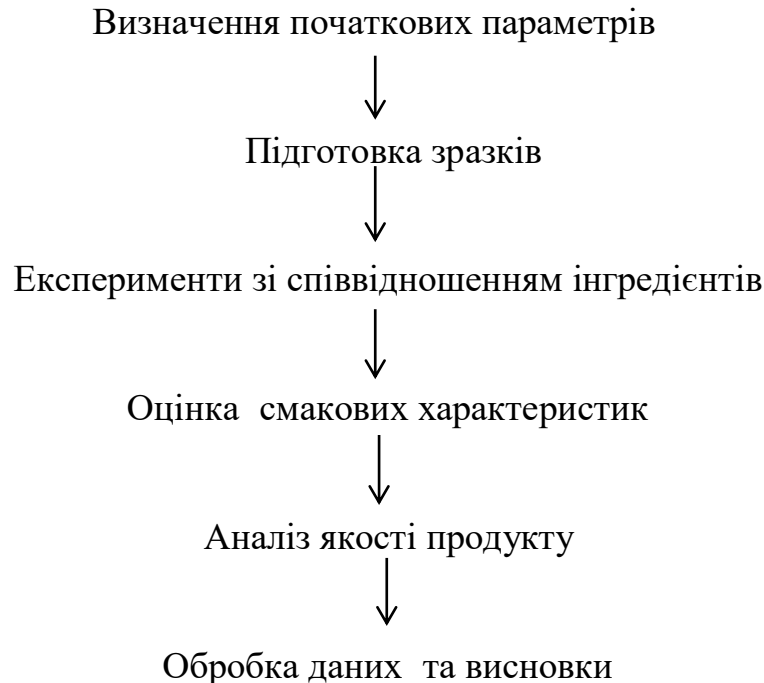 Визначення початкових параметрів
Підготовка зразків
Експерименти зі співвідношенням інгредієнтів
Оцінка  смакових характеристик
Аналіз якості продукту
Обробка даних  та висновки